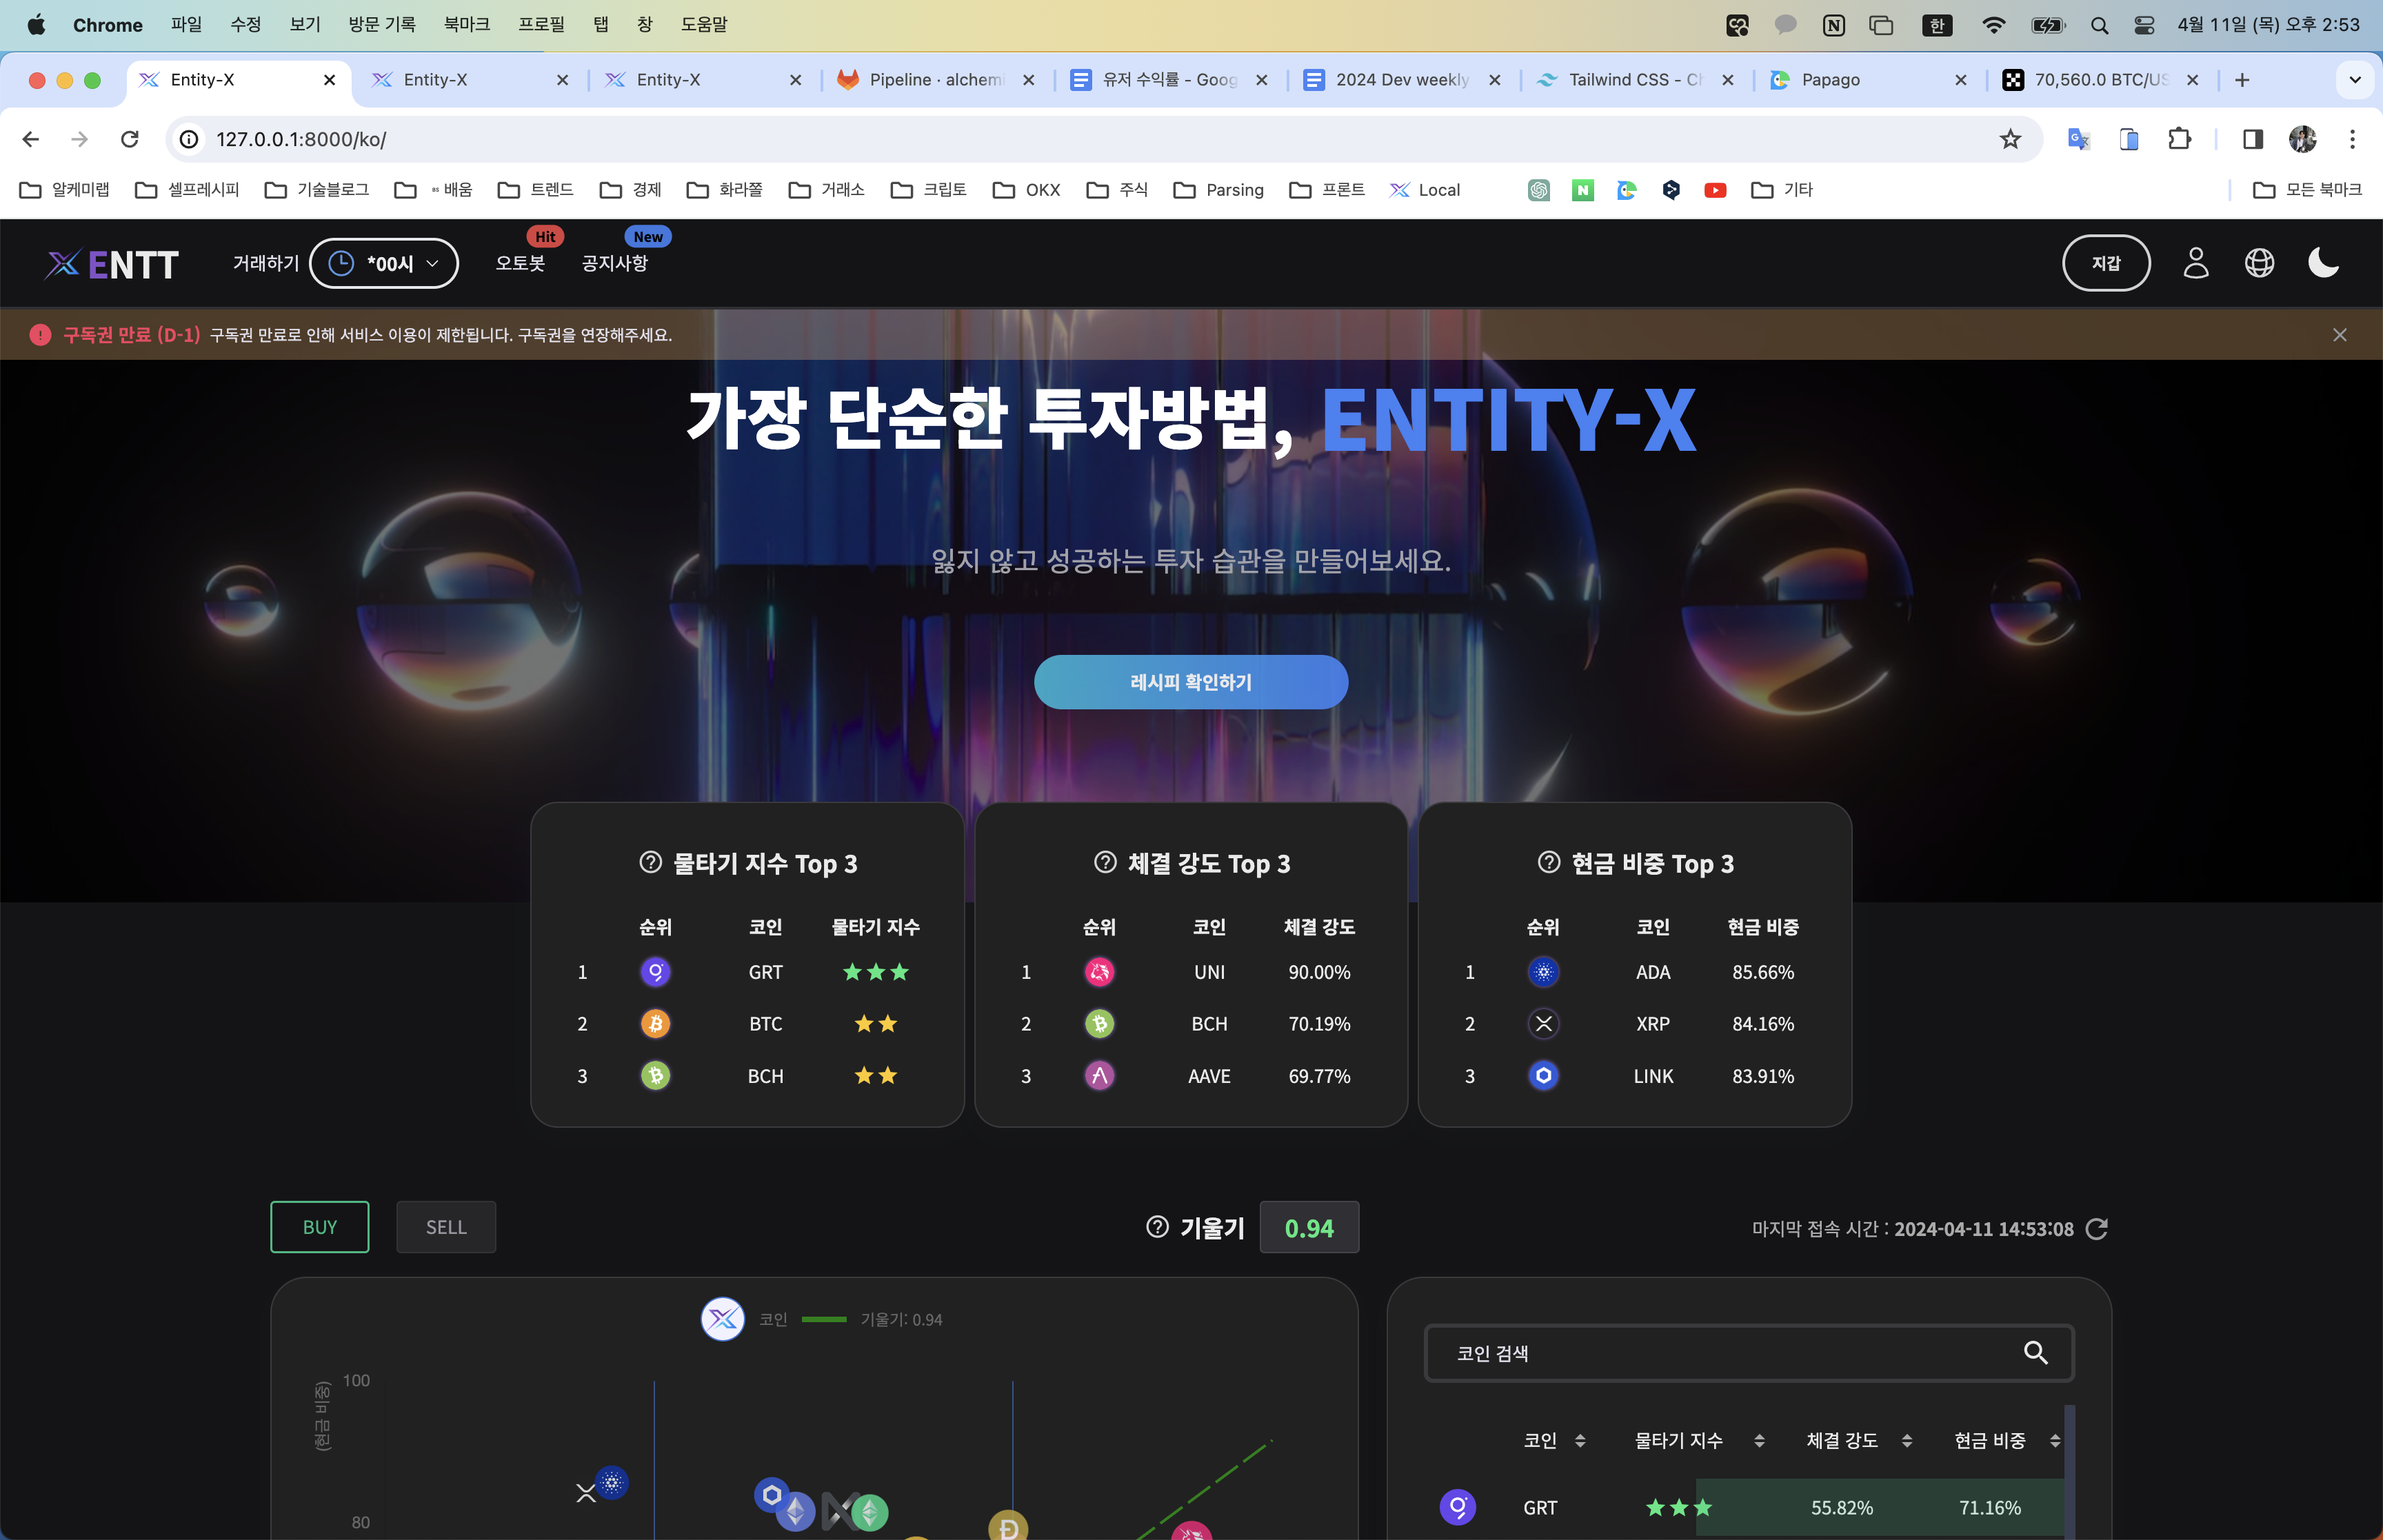 Chrome 파일 수정 보기 방문 기록 북마크 프로필 탭 창 도움말
한 4월 11일 (목) 오후 2:53
Entity-X Entity-X Entity-X Pipeline · alchemi 유저 수익률 - Goog 2024 Dev weekly Tailwind CSS - Ch Papago 70,560.0 BTC/US
127.0.0.1:8000/ko/
알케미랩 셀프레시피 기술블로그 배움 트렌드 경제 화라쫄 거래소 크립토 OKX 주식 Parsing 프론트 Local 기타 모든 북마크
Hit New
ENTT 거래하기 *00시 오토봇 공지사항 지갑
구독권 만료 (D-1) 구독권 만료로 인해 서비스 이용이 제한됩니다. 구독권을 연장해주세요.
가장 단순한 투자방법, ENTITY-X
잃지 않고 성공하는 투자 습관을 만들어보세요.
레시피 확인하기
물타기 지수 Top 3
순위 코인 물타기 지수
1 GRT ★★★
2 BTC ★★
3 BCH ★★
체결 강도 Top 3
순위 코인 체결 강도
1 UNI 90.00%
2 BCH 70.19%
3 AAVE 69.77%
현금 비중 Top 3
순위 코인 현금 비중
1 ADA 85.66%
2 XRP 84.16%
3 LINK 83.91%
BUY SELL
기울기 0.94
마지막 접속 시간 : 2024-04-11 14:53:08
코인 기울기: 0.94
(현금 비중)
100
80
코인 검색
코인 물타기 지수 체결 강도 현금 비중
GRT ★★★ 55.82% 71.16%